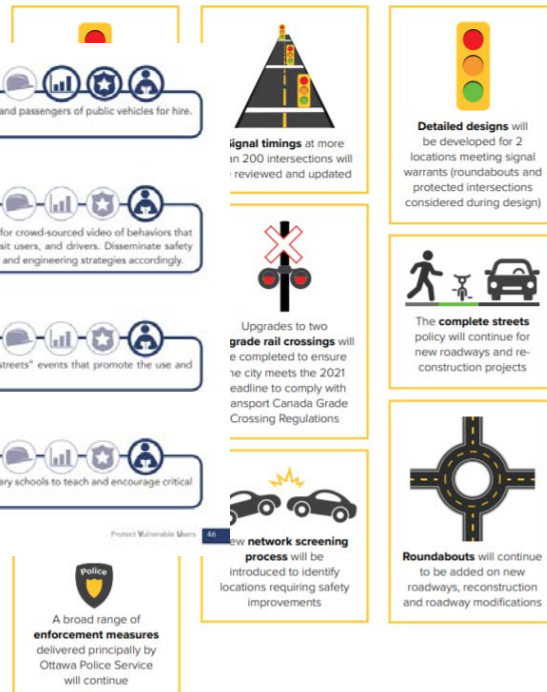 and passengers of public vehicles for hire.
for crowd-sourced video of behaviors that
sit users, and drivers. Disseminate safety
and engineering strategies accordingly.
streets" events that promote the use and
ary schools to teach and encourage critical
Protect Vulnerable Users 46
Police
A broad range of
enforcement measures
delivered principally by
Ottawa Police Service
will continue
ignal timings at more
an 200 intersections will
reviewed and updated
Upgrades to two
grade rail crossings will
e completed to ensure
he city meets the 2021
eadline to comply with
ansport Canada Grade
Crossing Regulations
ew network screening
process will be
introduced to identify
locations requiring safety
improvements
Detailed designs will
be developed for 2
locations meeting signal
warrants (roundabouts and
protected intersections
considered during design)
The complete streets
policy will continue for
new roadways and re-
construction projects
Roundabouts will continue
to be added on new
roadways, reconstruction
and roadway modifications